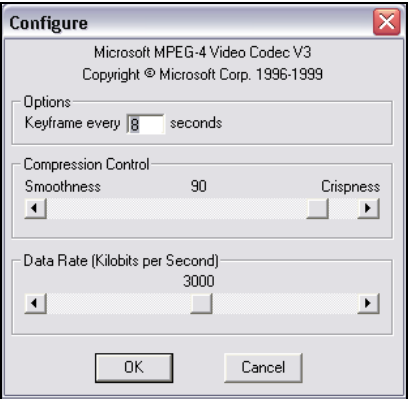 Configure
Microsoft MPEG-4 Video Codec V3
Copyright © Microsoft Corp. 1996-1999
Options
Keyframe every 8 seconds
Compression Control
Smoothness 90 Crispness
Data Rate (Kilobits per Second)
3000
OK Cancel